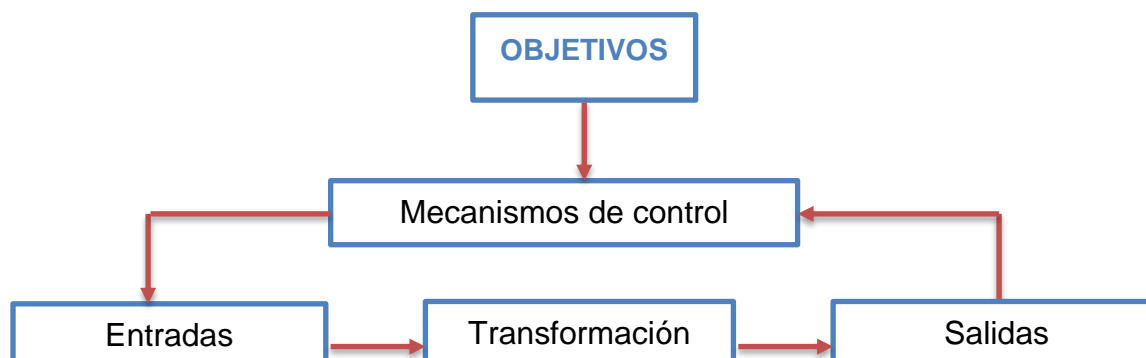 OBJETIVOS
Mecanismos de control
Entradas
Transformación
Salidas